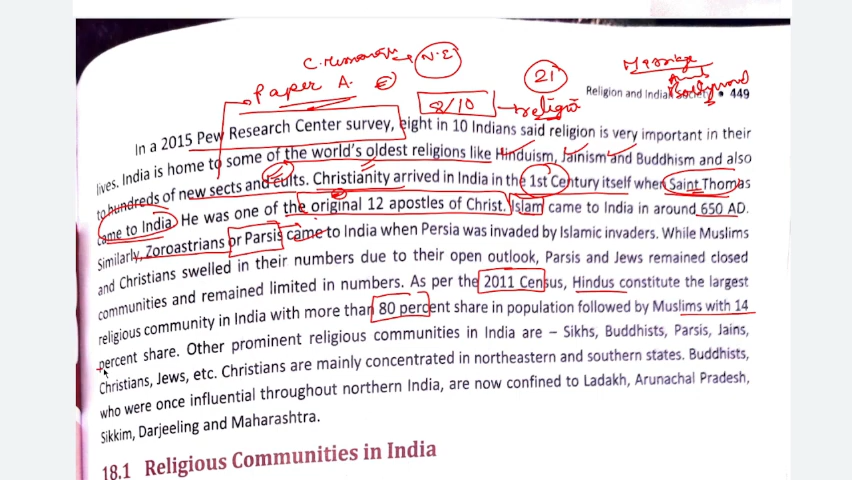 N.E
Paper A.
21
Marriage
8/10
religion
Bollywood
Religion and Indian Society • 449
In a 2015 Pew Research Center survey, eight in 10 Indians said religion is very important in their
lives. India is home to some of the world's oldest religions like Hinduism, Jainism and Buddhism and also
to hundreds of new sects and cults. Christianity arrived in India in the 1st Century itself when Saint Thomas
came to India. He was one of the original 12 apostles of Christ. Islam came to India in around 650 AD.
Similarly, Zoroastrians or Parsis came to India when Persia was invaded by Islamic invaders. While Muslims
and Christians swelled in their numbers due to their open outlook, Parsis and Jews remained closed
communities and remained limited in numbers. As per the 2011 Census, Hindus constitute the largest
religious community in India with more than 80 percent share in population followed by Muslims with 14
percent share. Other prominent religious communities in India are – Sikhs, Buddhists, Parsis, Jains,
Christians, Jews, etc. Christians are mainly concentrated in northeastern and southern states. Buddhists,
who were once influential throughout northern India, are now confined to Ladakh, Arunachal Pradesh,
Sikkim, Darjeeling and Maharashtra.
18.1 Religious Communities in India